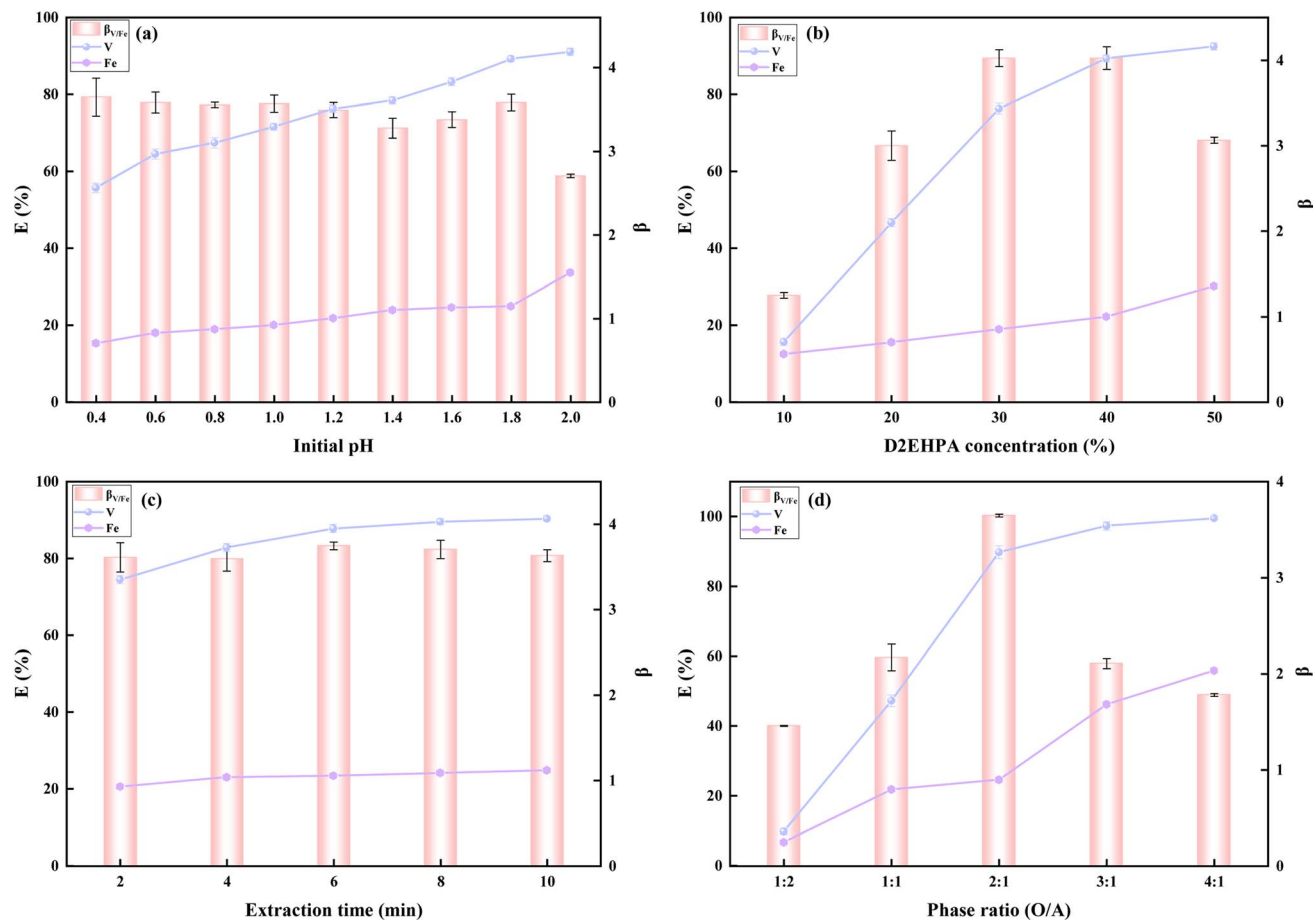 (a)
β_V/Fe
V
Fe
E (%)
100
80
60
40
20
0
β
4
3
2
1
0
0.4 0.6 0.8 1.0 1.2 1.4 1.6 1.8 2.0
Initial pH
(b)
β_V/Fe
V
Fe
E (%)
100
80
60
40
20
0
β
4
3
2
1
0
10 20 30 40 50
D2EHPA concentration (%)
(c)
β_V/Fe
V
Fe
E (%)
100
80
60
40
20
0
β
4
3
2
1
0
2 4 6 8 10
Extraction time (min)
(d)
β_V/Fe
V
Fe
E (%)
100
80
60
40
20
0
β
4
3
2
1
0
1:2 1:1 2:1 3:1 4:1
Phase ratio (O/A)